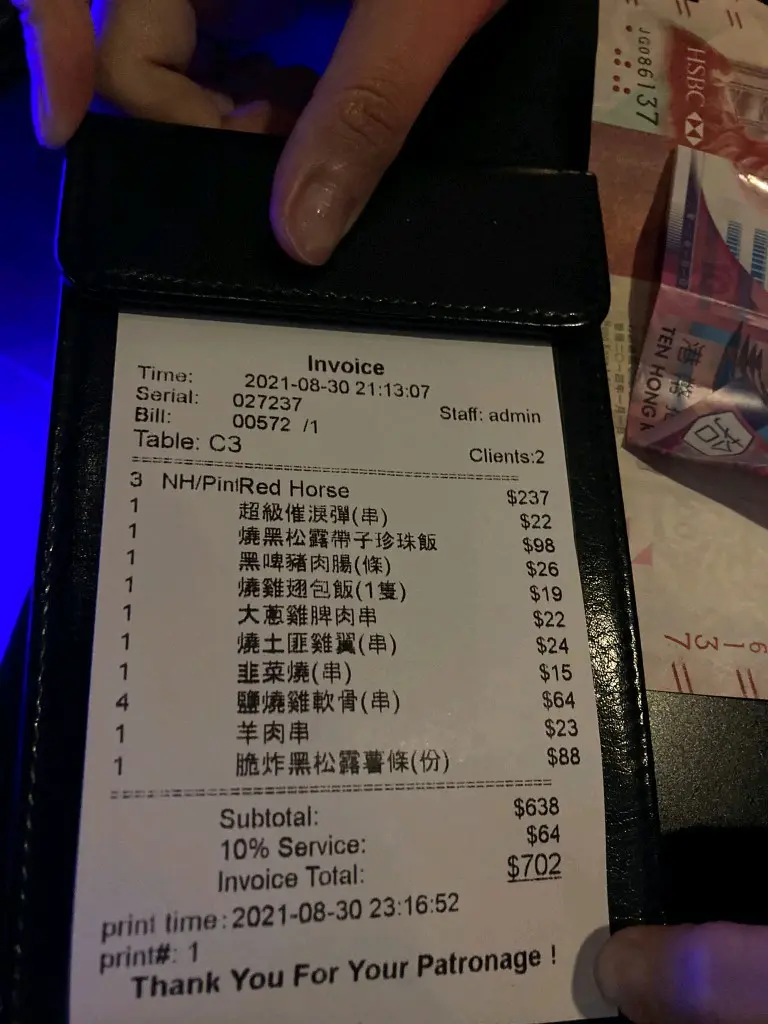 Invoice
Time: 2021-08-30 21:13:07
Serial: 027237
Bill: 00572 /1 Staff: admin
Table: C3 Clients:2
3 NH/Pint Red Horse $237
1 超級催淚彈(串) $22
1 燒黑松露帶子珍珠飯 $98
1 黑啤豬肉腸(條) $26
1 燒雞翅包飯(1隻) $19
1 大蔥雞脾肉串 $22
1 燒土匪雞翼(串) $24
1 韭菜燒(串) $15
4 鹽燒雞軟骨(串) $64
1 羊肉串 $23
1 脆炸黑松露薯條(份) $88
Subtotal: $638
10% Service: $64
Invoice Total: $702
print time: 2021-08-30 23:16:52
print#: 1
Thank You For Your Patronage !
JG086137
HSBC
港幣
TEN HONG K
拾